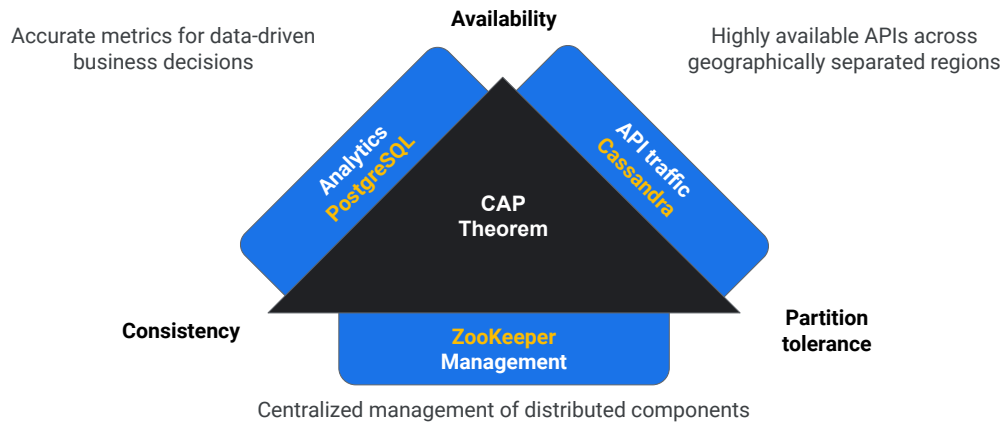 Availability
Accurate metrics for data-driven
business decisions
Highly available APIs across
geographically separated regions
Analytics
PostgreSQL
API traffic
Cassandra
CAP
Theorem
Consistency
Partition
tolerance
ZooKeeper
Management
Centralized management of distributed components